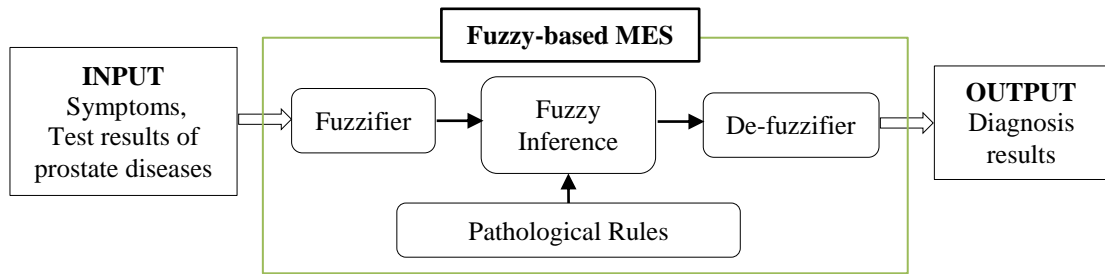 Fuzzy-based MES
INPUT
Symptoms,
Test results of
prostate diseases
Fuzzifier
Fuzzy
Inference
De-fuzzifier
OUTPUT
Diagnosis
results
Pathological Rules